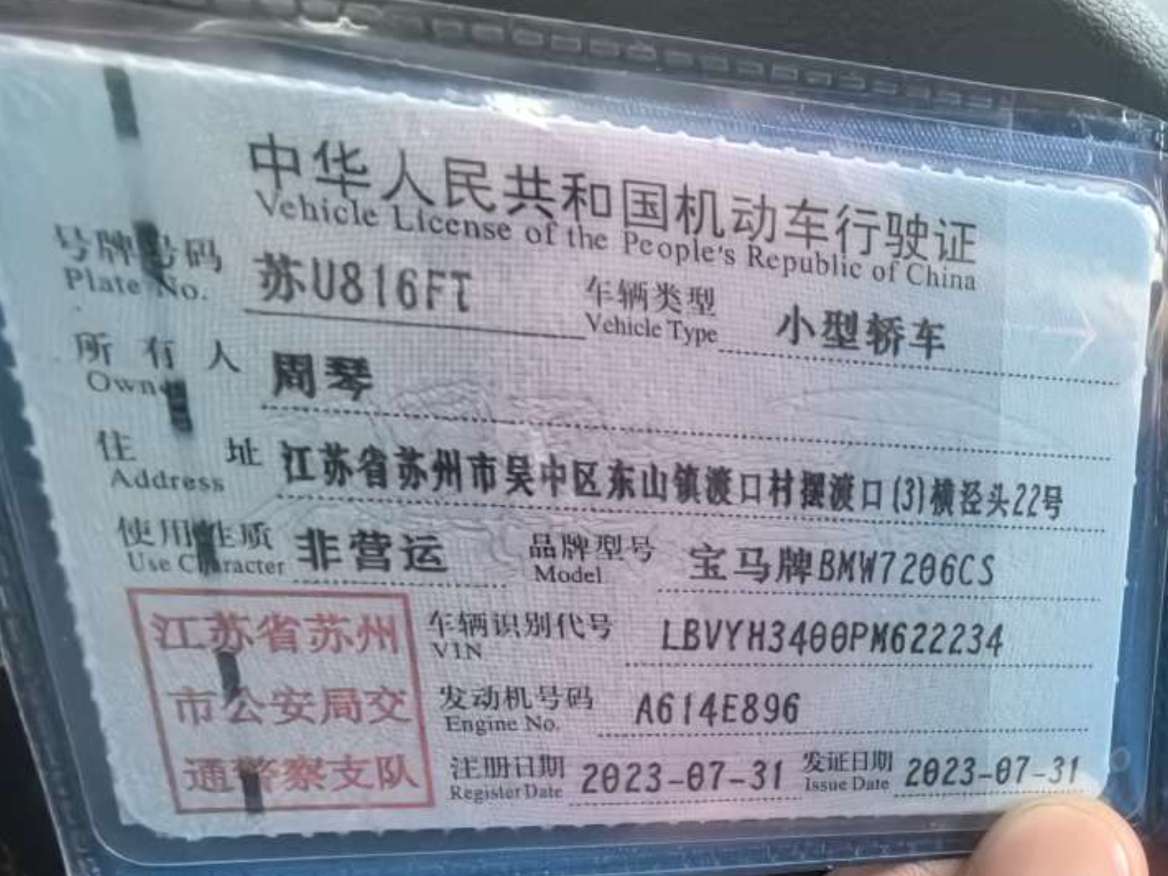 中华人民共和国机动车行驶证
Vehicle License of the People's Republic of China
号牌号码 苏U816FT 车辆类型 小型轿车
Plate No. Vehicle Type
所有人 周琴
Owner
住址 江苏省苏州市吴中区东山镇渡口村摆渡口(3)横泾头22号
Address
使用性质 非营运 品牌型号 宝马牌BMW7206CS
Use Character Model
江苏省苏州 车辆识别代号 LBVYH3400PM622234
VIN
市公安局交 发动机号码 A614E896
Engine No.
通警察支队 注册日期 2023-07-31 发证日期 2023-07-31
Register Date Issue Date